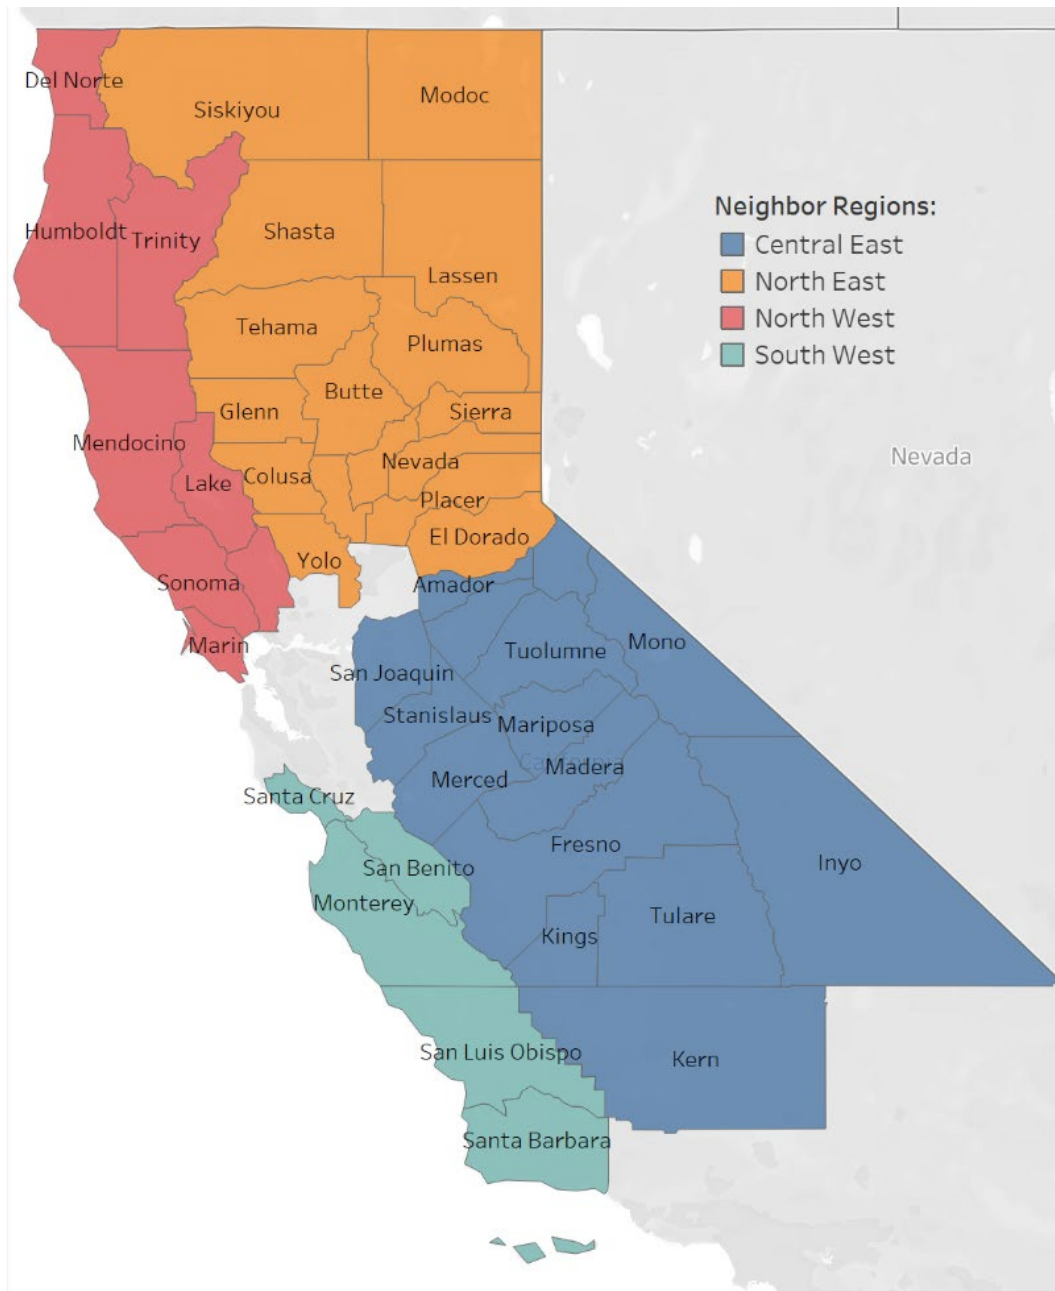 Del Norte
Siskiyou
Modoc
Humboldt
Trinity
Shasta
Lassen
Neighbor Regions:
Central East
North East
North West
South West
Tehama
Plumas
Butte
Glenn
Sierra
Mendocino
Nevada
Nevada
Lake
Colusa
Placer
El Dorado
Yolo
Sonoma
Amador
Marin
Tuolumne
Mono
San Joaquin
Stanislaus
Mariposa
California
Madera
Merced
Santa Cruz
Fresno
San Benito
Inyo
Monterey
Kings
Tulare
San Luis Obispo
Kern
Santa Barbara